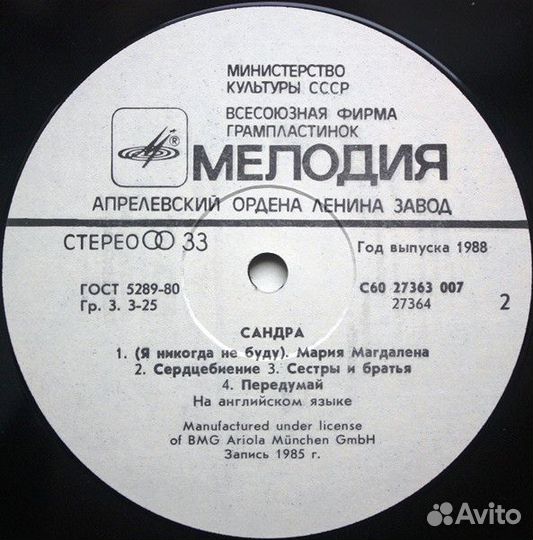 МИНИСТЕРСТВО
КУЛЬТУРЫ СССР
ВСЕСОЮЗНАЯ ФИРМА
ГРАМПЛАСТИНОК
®
МЕЛОДИЯ
АПРЕЛЕВСКИЙ ОРДЕНА ЛЕНИНА ЗАВОД
СТЕРЕО 33
Год выпуска 1988
ГОСТ 5289-80
Гр. 3. 3-25
С60 27363 007
27364
2
САНДРА
1. (Я никогда не буду). Мария Магдалена
2. Сердцебиение 3. Сестры и братья
4. Передумай
На английском языке
Manufactured under license
of BMG Ariola München GmbH
Запись 1985 г.
Avito